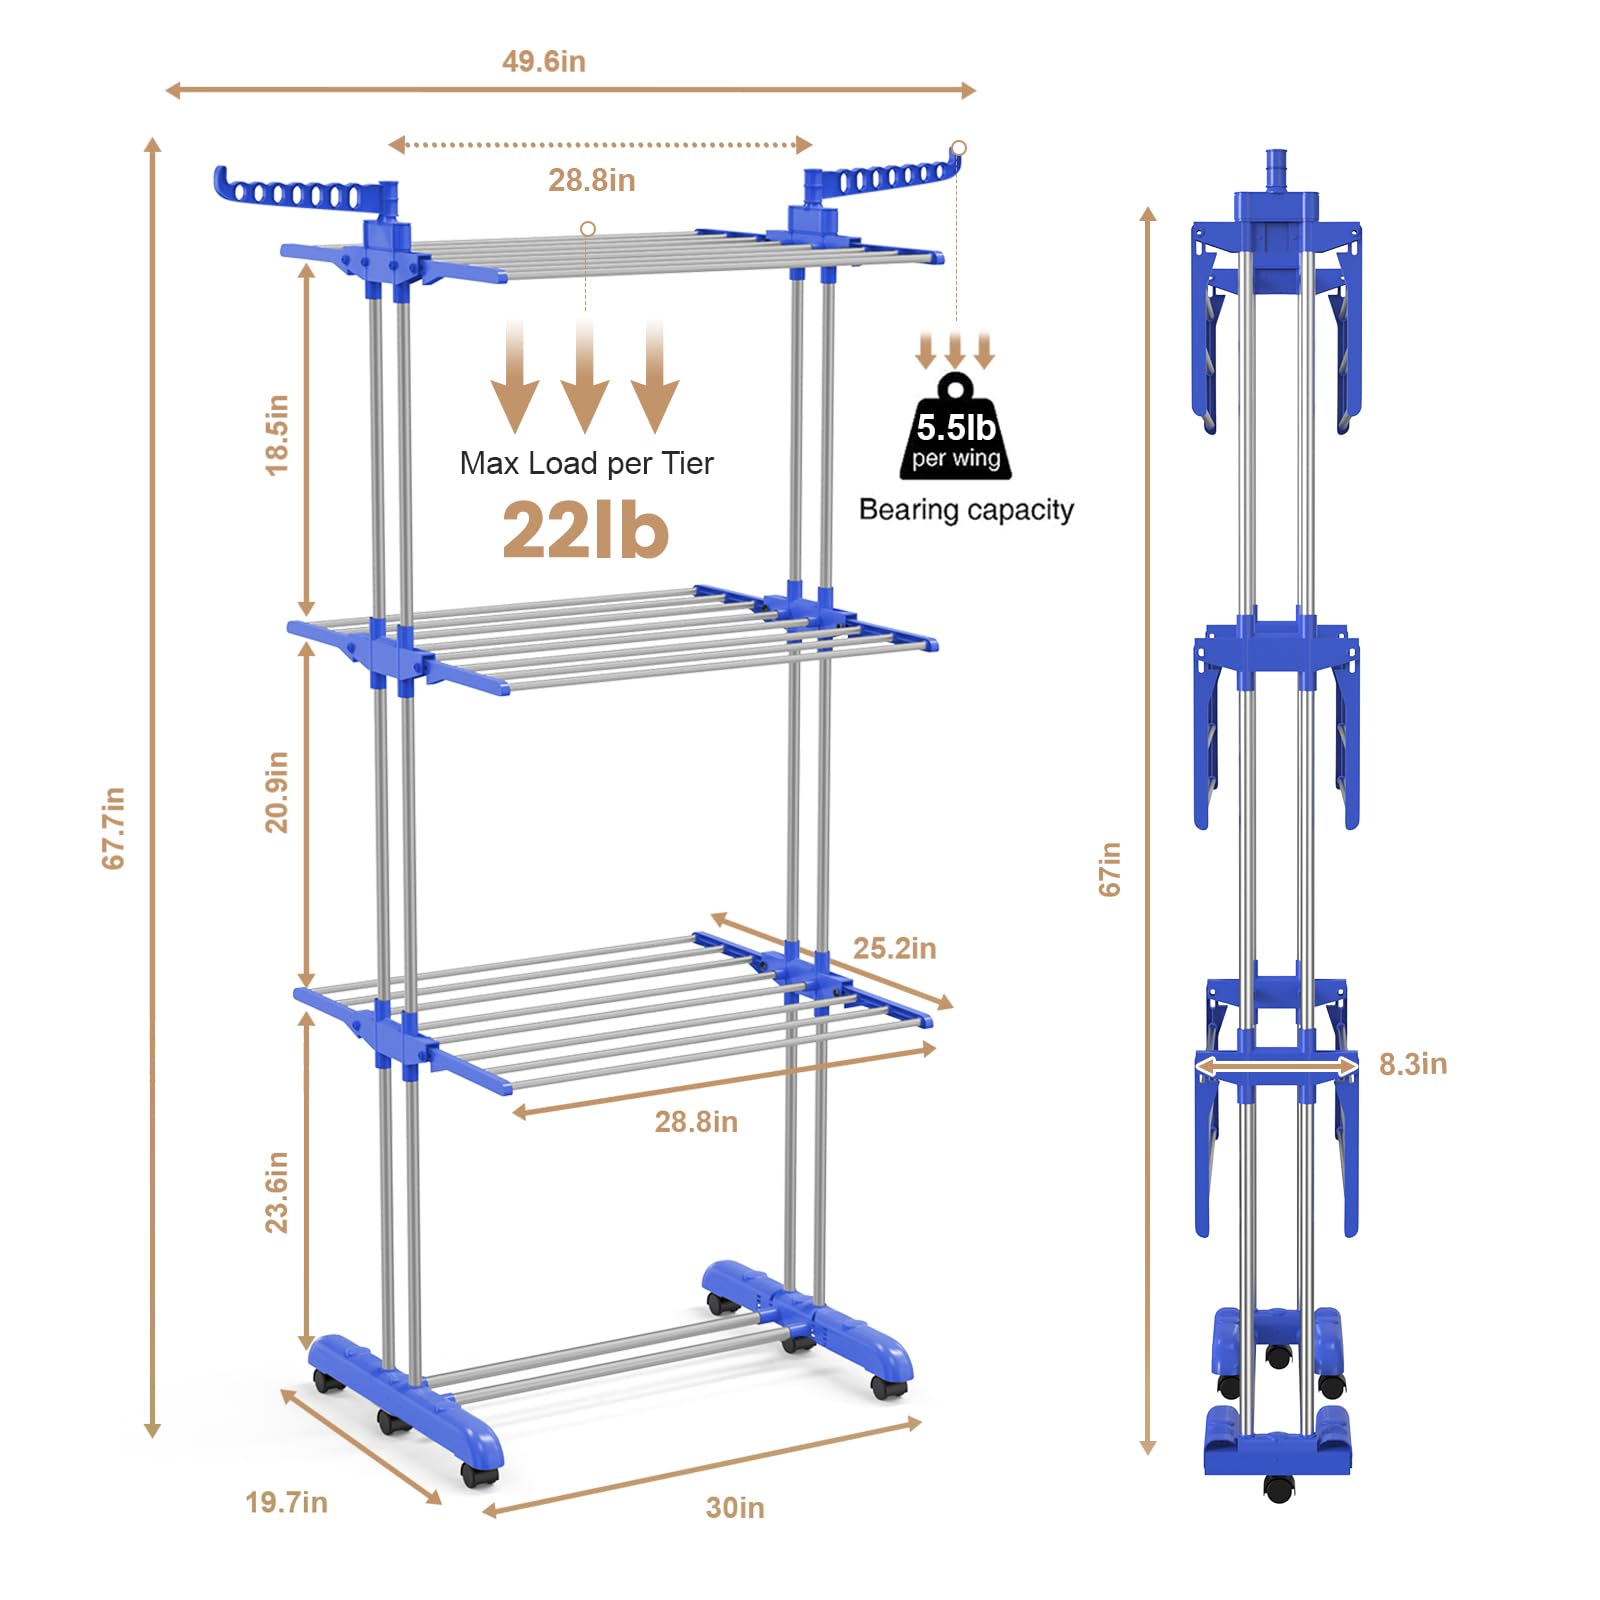 49.6in
28.8in
18.5in
Max Load per Tier
22lb
5.5lb
per wing
Bearing capacity
20.9in
67.7in
67in
25.2in
28.8in
8.3in
23.6in
19.7in
30in